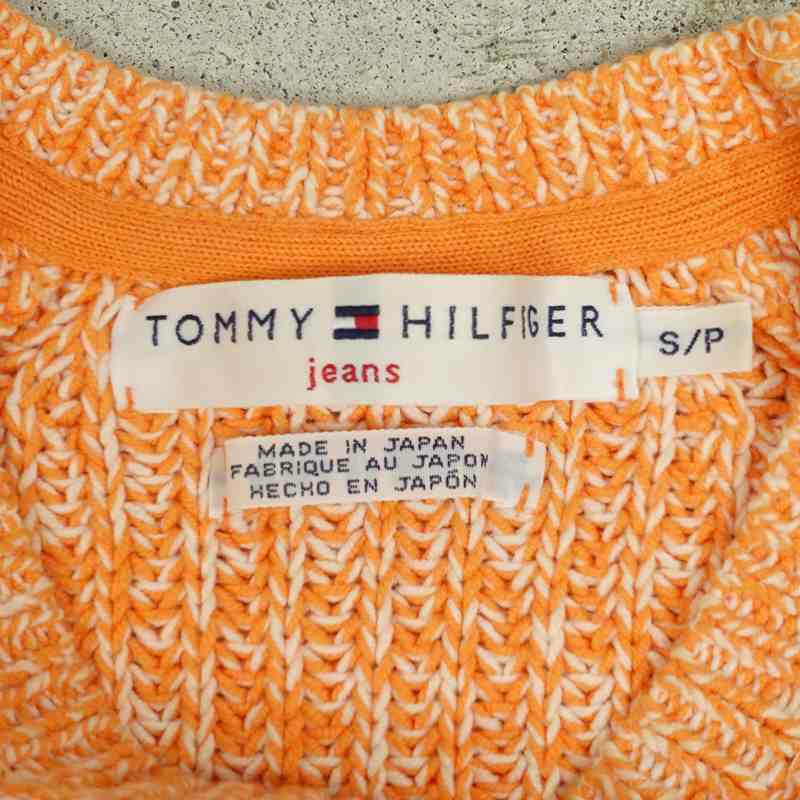 TOMMY HILFIGER
jeans
S/P
MADE IN JAPAN
FABRIQUE AU JAPON
HECHO EN JAPÓN